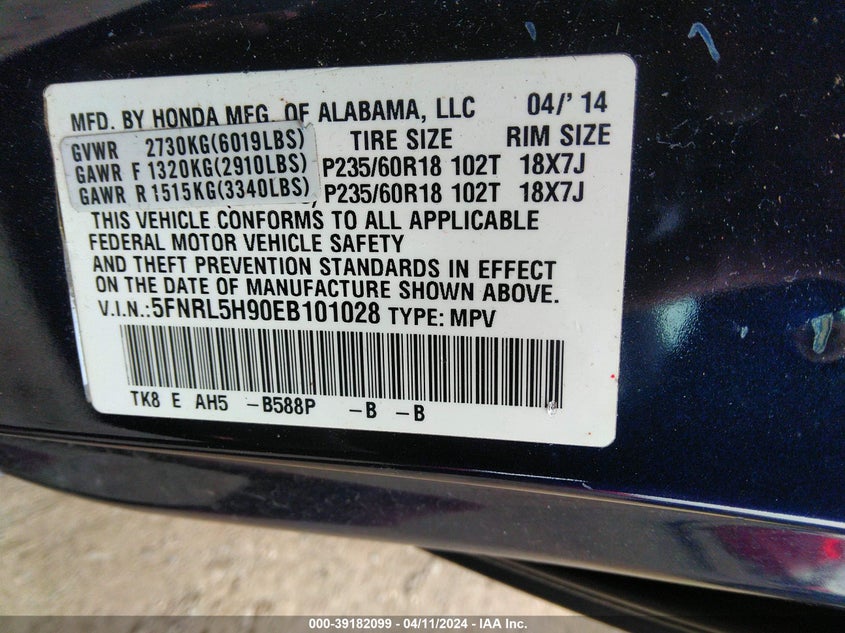 MFD. BY HONDA MFG. OF ALABAMA, LLC 04/' 14
GVWR 2730KG(6019LBS) TIRE SIZE RIM SIZE
GAWR F 1320KG(2910LBS) P235/60R18 102T 18X7J
GAWR R 1515KG(3340LBS) P235/60R18 102T 18X7J
THIS VEHICLE CONFORMS TO ALL APPLICABLE
FEDERAL MOTOR VEHICLE SAFETY
AND THEFT PREVENTION STANDARDS IN EFFECT
ON THE DATE OF MANUFACTURE SHOWN ABOVE.
V.I.N.:5FNRL5H90EB101028 TYPE: MPV
TK8 E AH5 -B588P -B -B
000-39182099 - 04/11/2024 - IAA Inc.